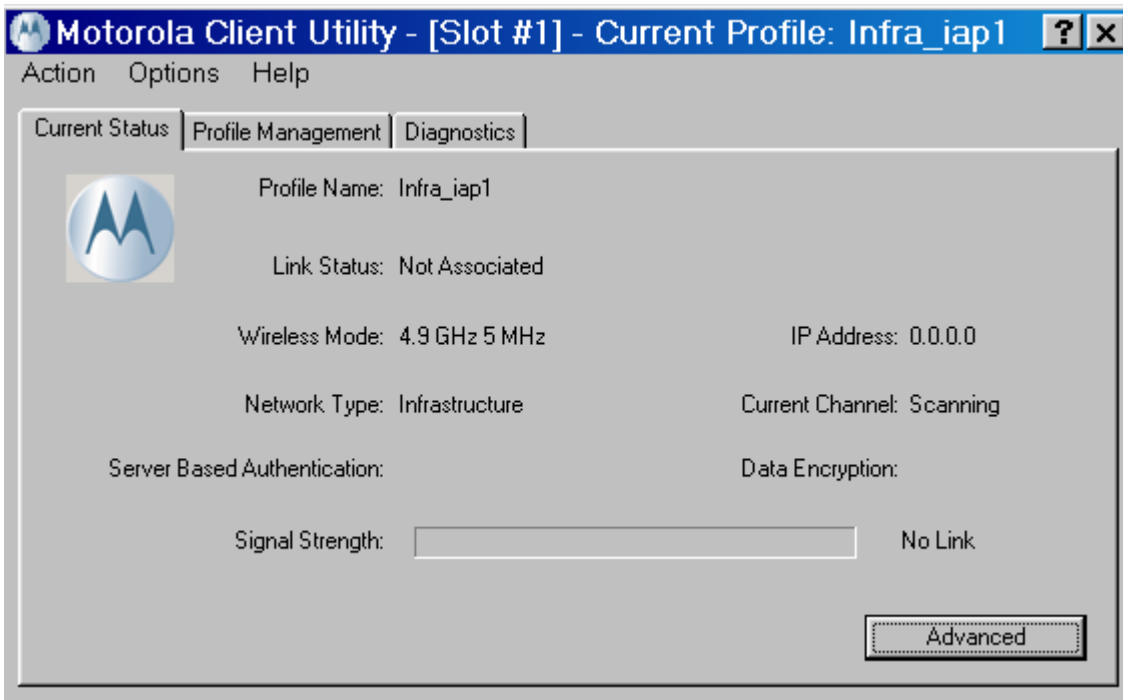 Motorola Client Utility - [Slot #1] - Current Profile: Infra_iap1 ? x
Action Options Help
Current Status Profile Management Diagnostics
Profile Name: Infra_iap1
Link Status: Not Associated
Wireless Mode: 4.9 GHz 5 MHz IP Address: 0.0.0.0
Network Type: Infrastructure Current Channel: Scanning
Server Based Authentication: Data Encryption:
Signal Strength: No Link
Advanced